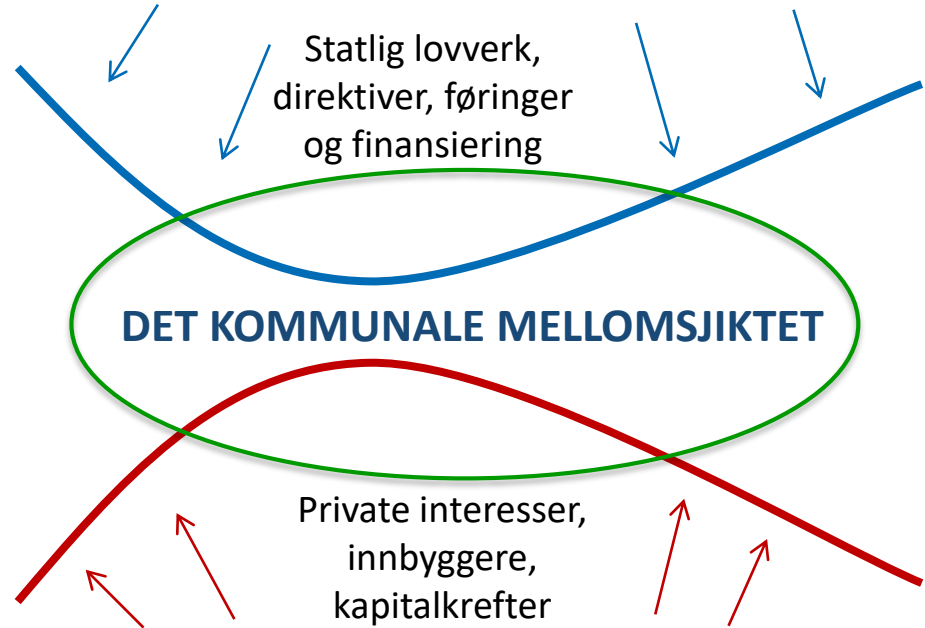 Statlig lovverk,
direktiver, føringer
og finansiering
DET KOMMUNALE MELLOMSJIKTET
Private interesser,
innbyggere,
kapitalkrefter